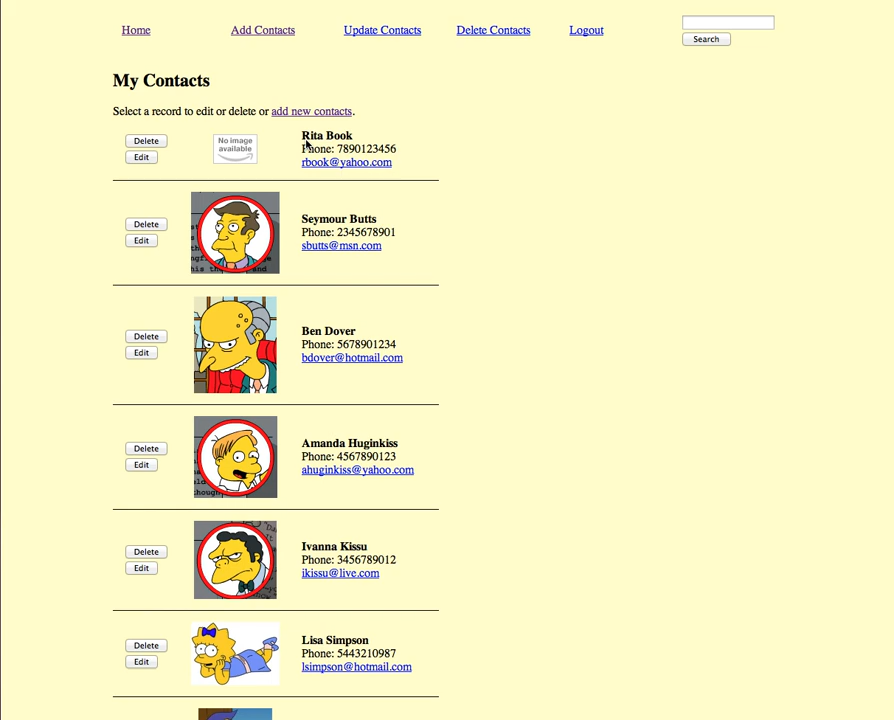 Home Add Contacts Update Contacts Delete Contacts Logout
Search
My Contacts
Select a record to edit or delete or add new contacts.
Delete
Edit
No image
available
Rita Book
Phone: 7890123456
rbook@yahoo.com
Delete
Edit
Seymour Butts
Phone: 2345678901
sbutts@msn.com
Delete
Edit
Ben Dover
Phone: 5678901234
bdover@hotmail.com
Delete
Edit
Amanda Huginkiss
Phone: 4567890123
ahuginkiss@yahoo.com
Delete
Edit
Ivanna Kissu
Phone: 3456789012
ikissu@live.com
Delete
Edit
Lisa Simpson
Phone: 5443210987
lsimpson@hotmail.com